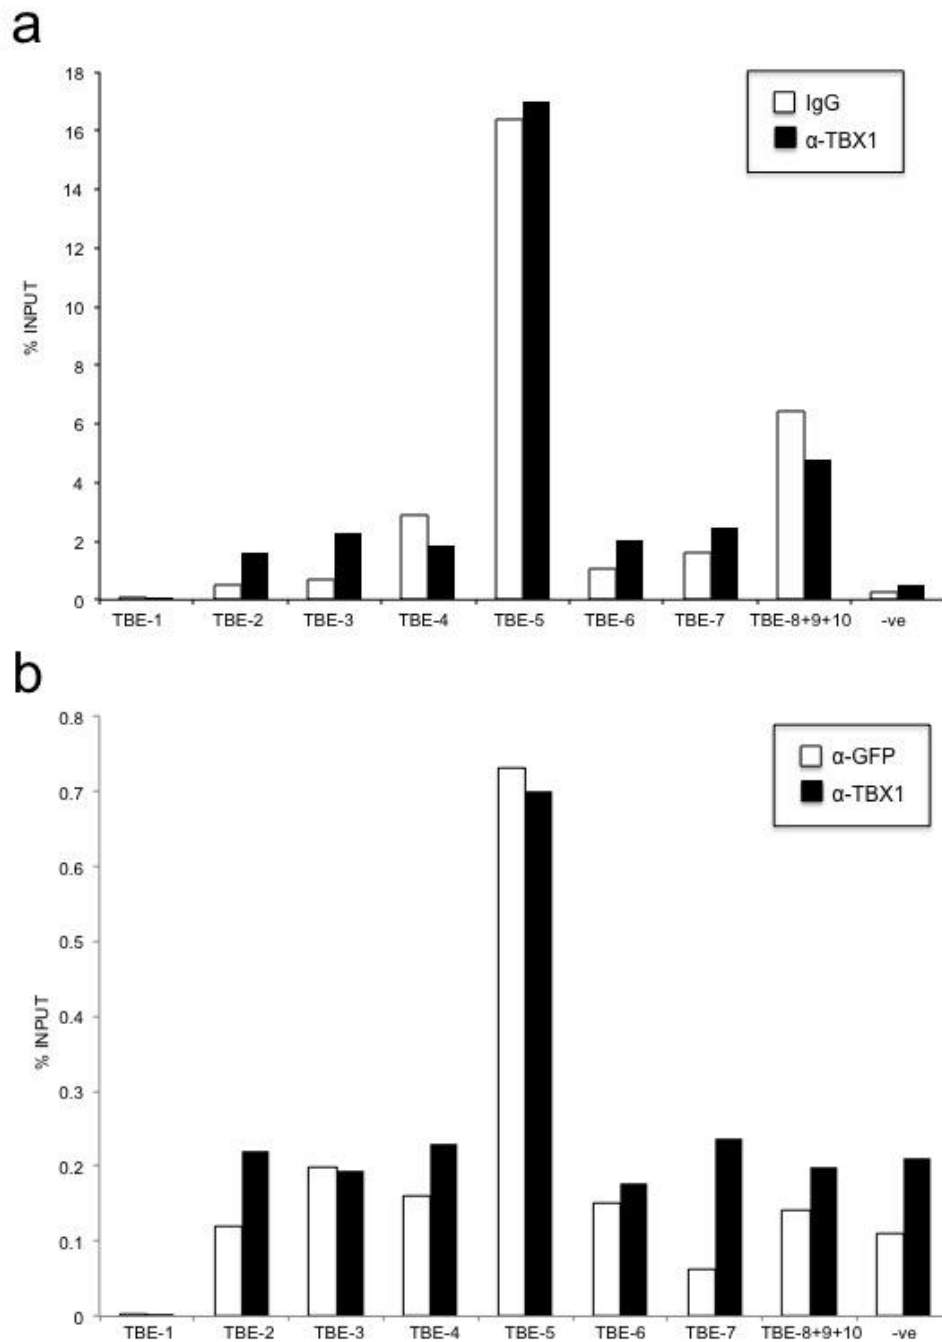 a
18
16
14
12
10
8
6
4
2
0
% INPUT
IgG
α-TBX1
TBE-1 TBE-2 TBE-3 TBE-4 TBE-5 TBE-6 TBE-7 TBE-8+9+10 -ve
b
0.8
0.7
0.6
0.5
0.4
0.3
0.2
0.1
0
% INPUT
α-GFP
α-TBX1
TBE-1 TBE-2 TBE-3 TBE-4 TBE-5 TBE-6 TBE-7 TBE-8+9+10 -ve